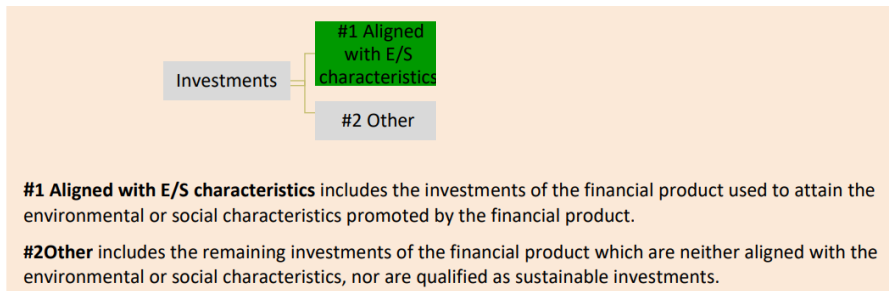 #1 Aligned
with E/S
characteristics
Investments
#2 Other
#1 Aligned with E/S characteristics includes the investments of the financial product used to attain the
environmental or social characteristics promoted by the financial product.
#2Other includes the remaining investments of the financial product which are neither aligned with the
environmental or social characteristics, nor are qualified as sustainable investments.